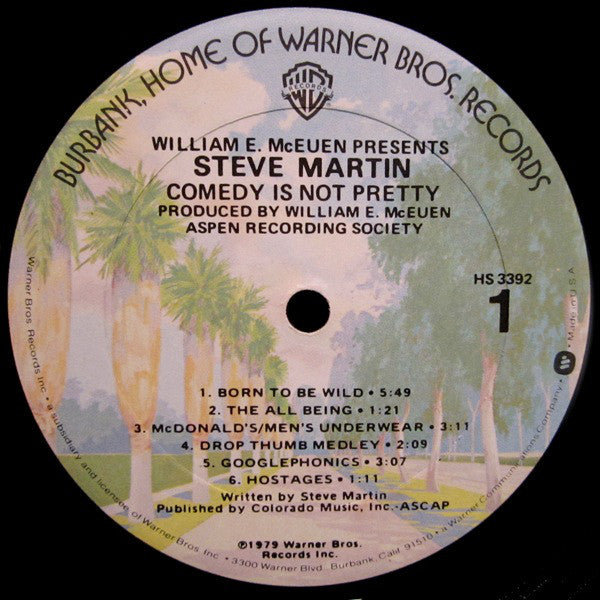 BURBANK, HOME OF WARNER BROS. RECORDS
WB
RECORDS
WILLIAM E. McEUEN PRESENTS
STEVE MARTIN
COMEDY IS NOT PRETTY
PRODUCED BY WILLIAM E. McEUEN
ASPEN RECORDING SOCIETY
HS 3392
1
1. BORN TO BE WILD • 5:49
2. THE ALL BEING • 1:21
3. McDONALD'S/MEN'S UNDERWEAR • 3:11
4. DROP THUMB MEDLEY • 2:09
5. GOOGLEPHONICS • 3:07
6. HOSTAGES • 1:11
Written by Steve Martin
Published by Colorado Music, Inc.-ASCAP
℗1979 Warner Bros.
Records Inc.
Warner Bros. Records Inc. • a subsidiary and licensee of Warner Bros. Inc. • 3300 Warner Blvd., Burbank, Calif. 91510 • a Warner Communications Company • Made in U.S.A.